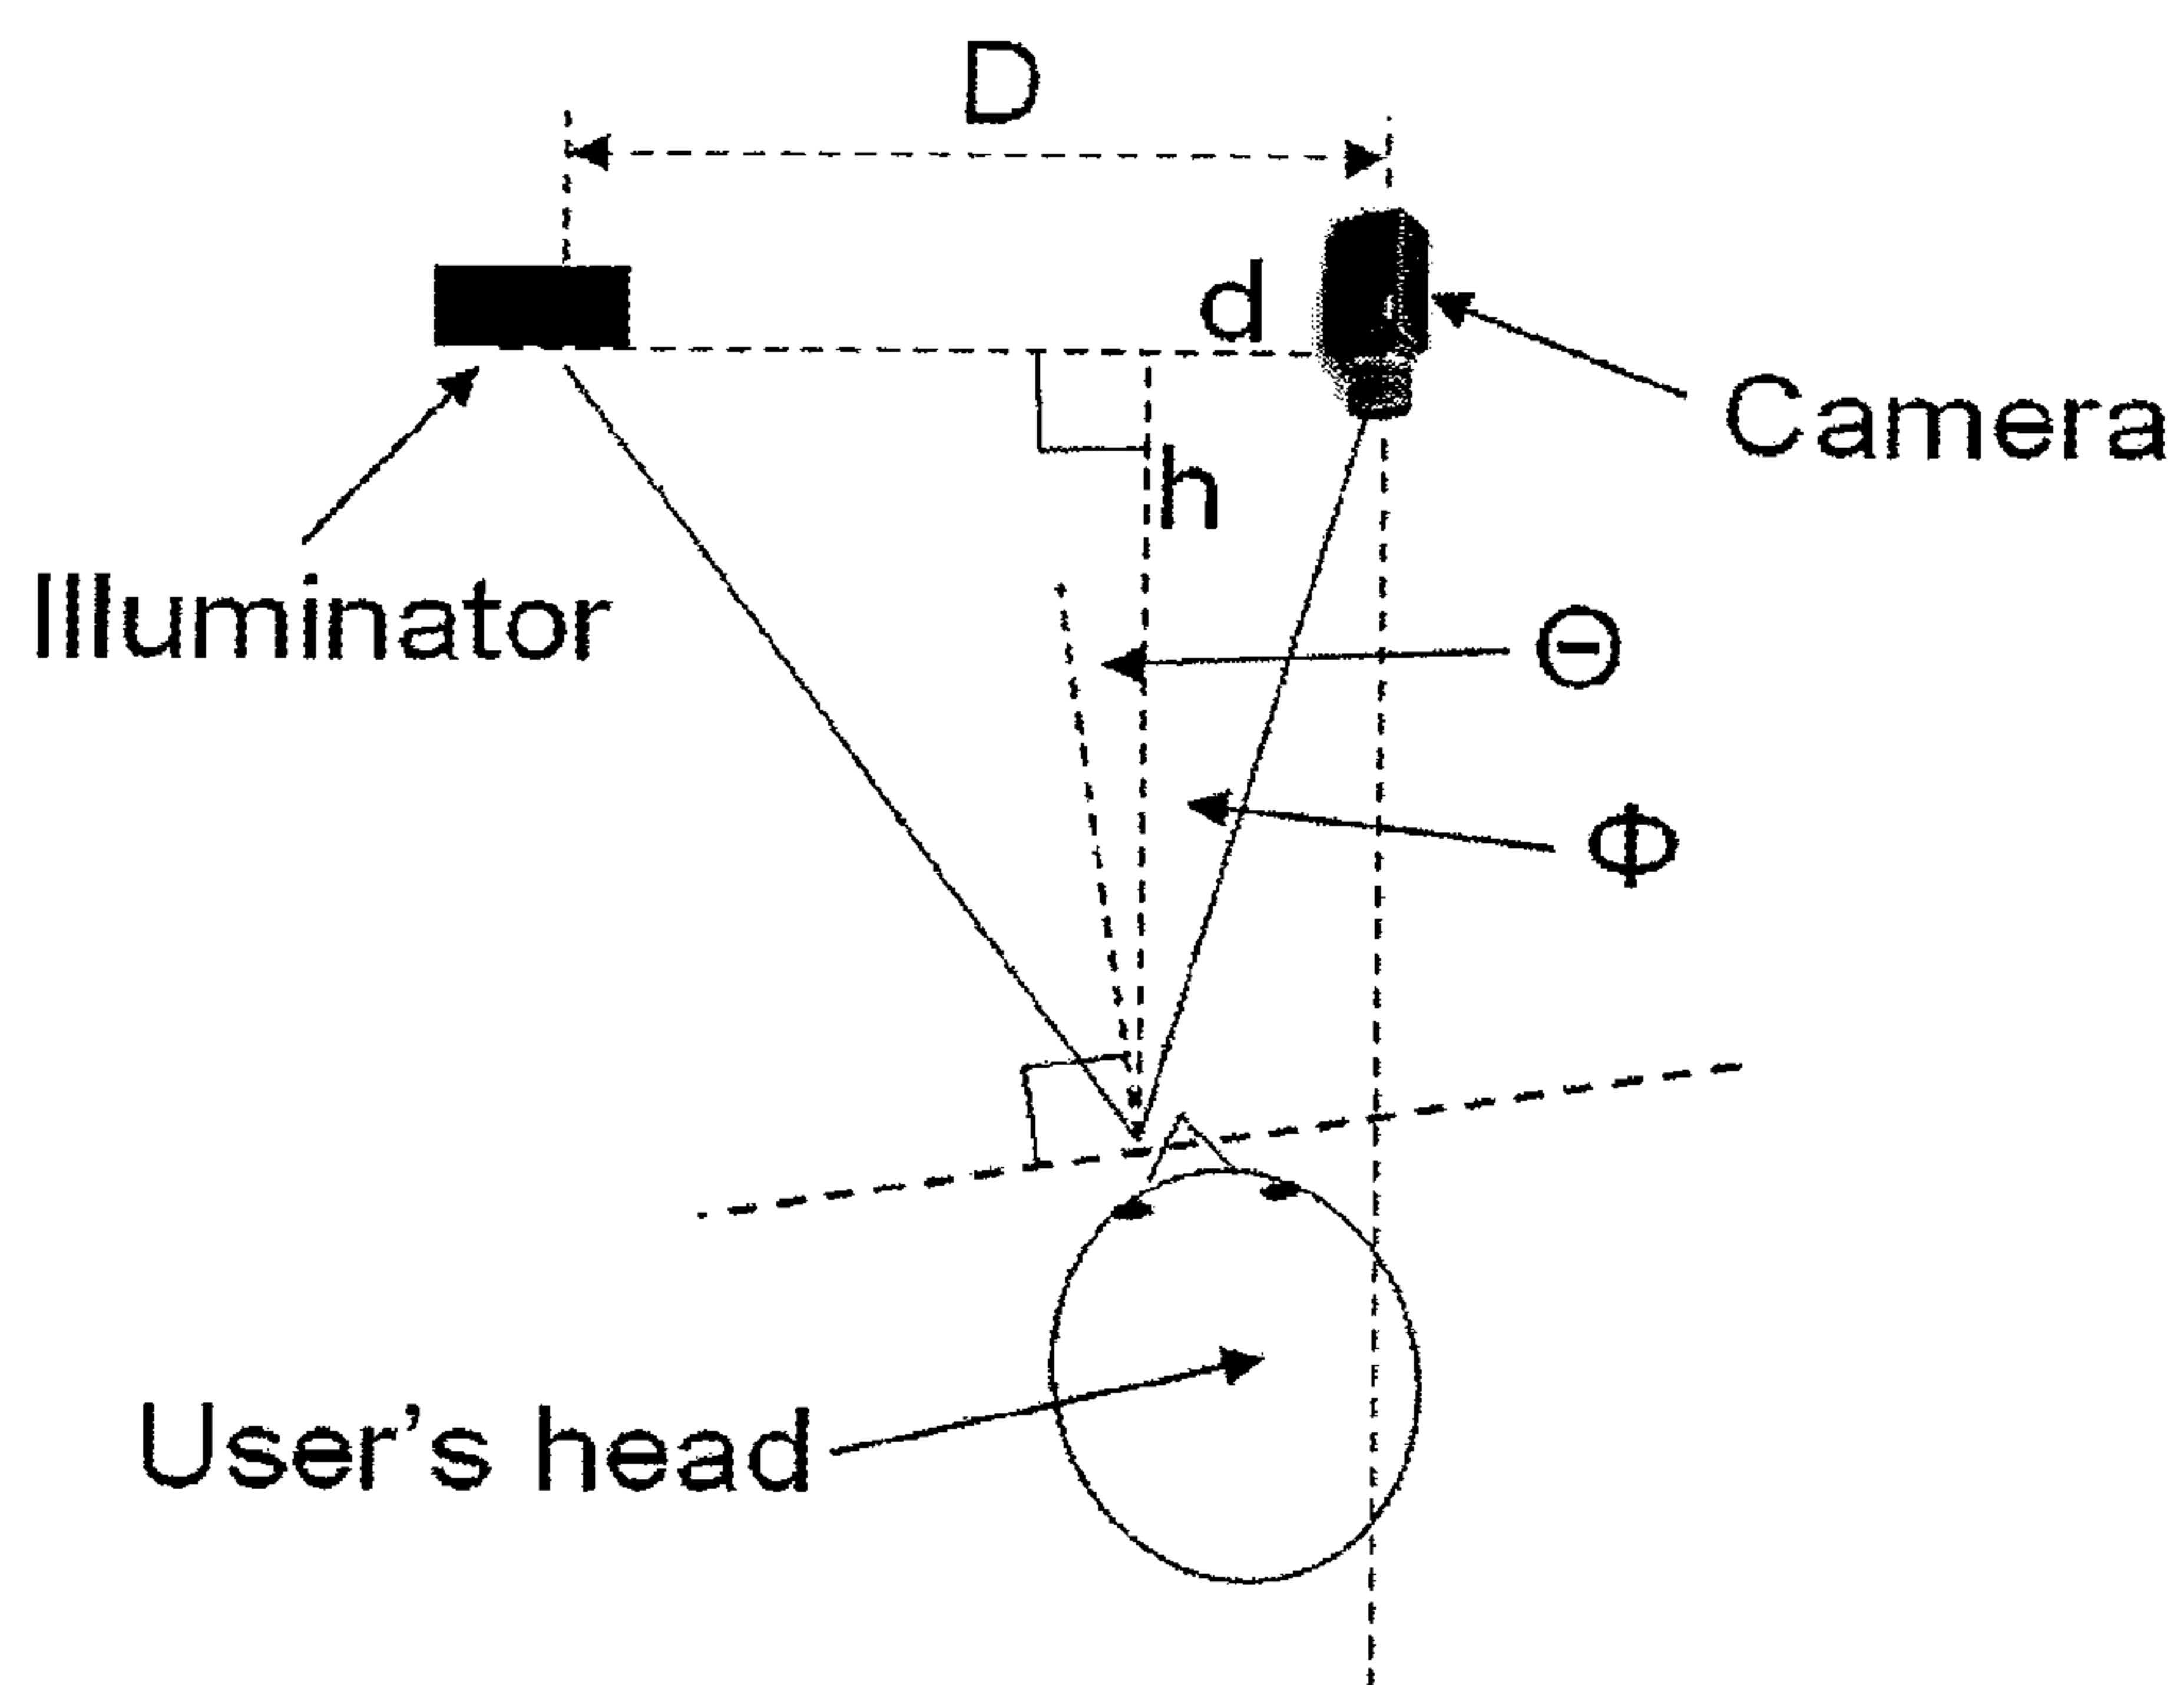 D
d
Camera
h
Illuminator
Θ
Φ
User's head